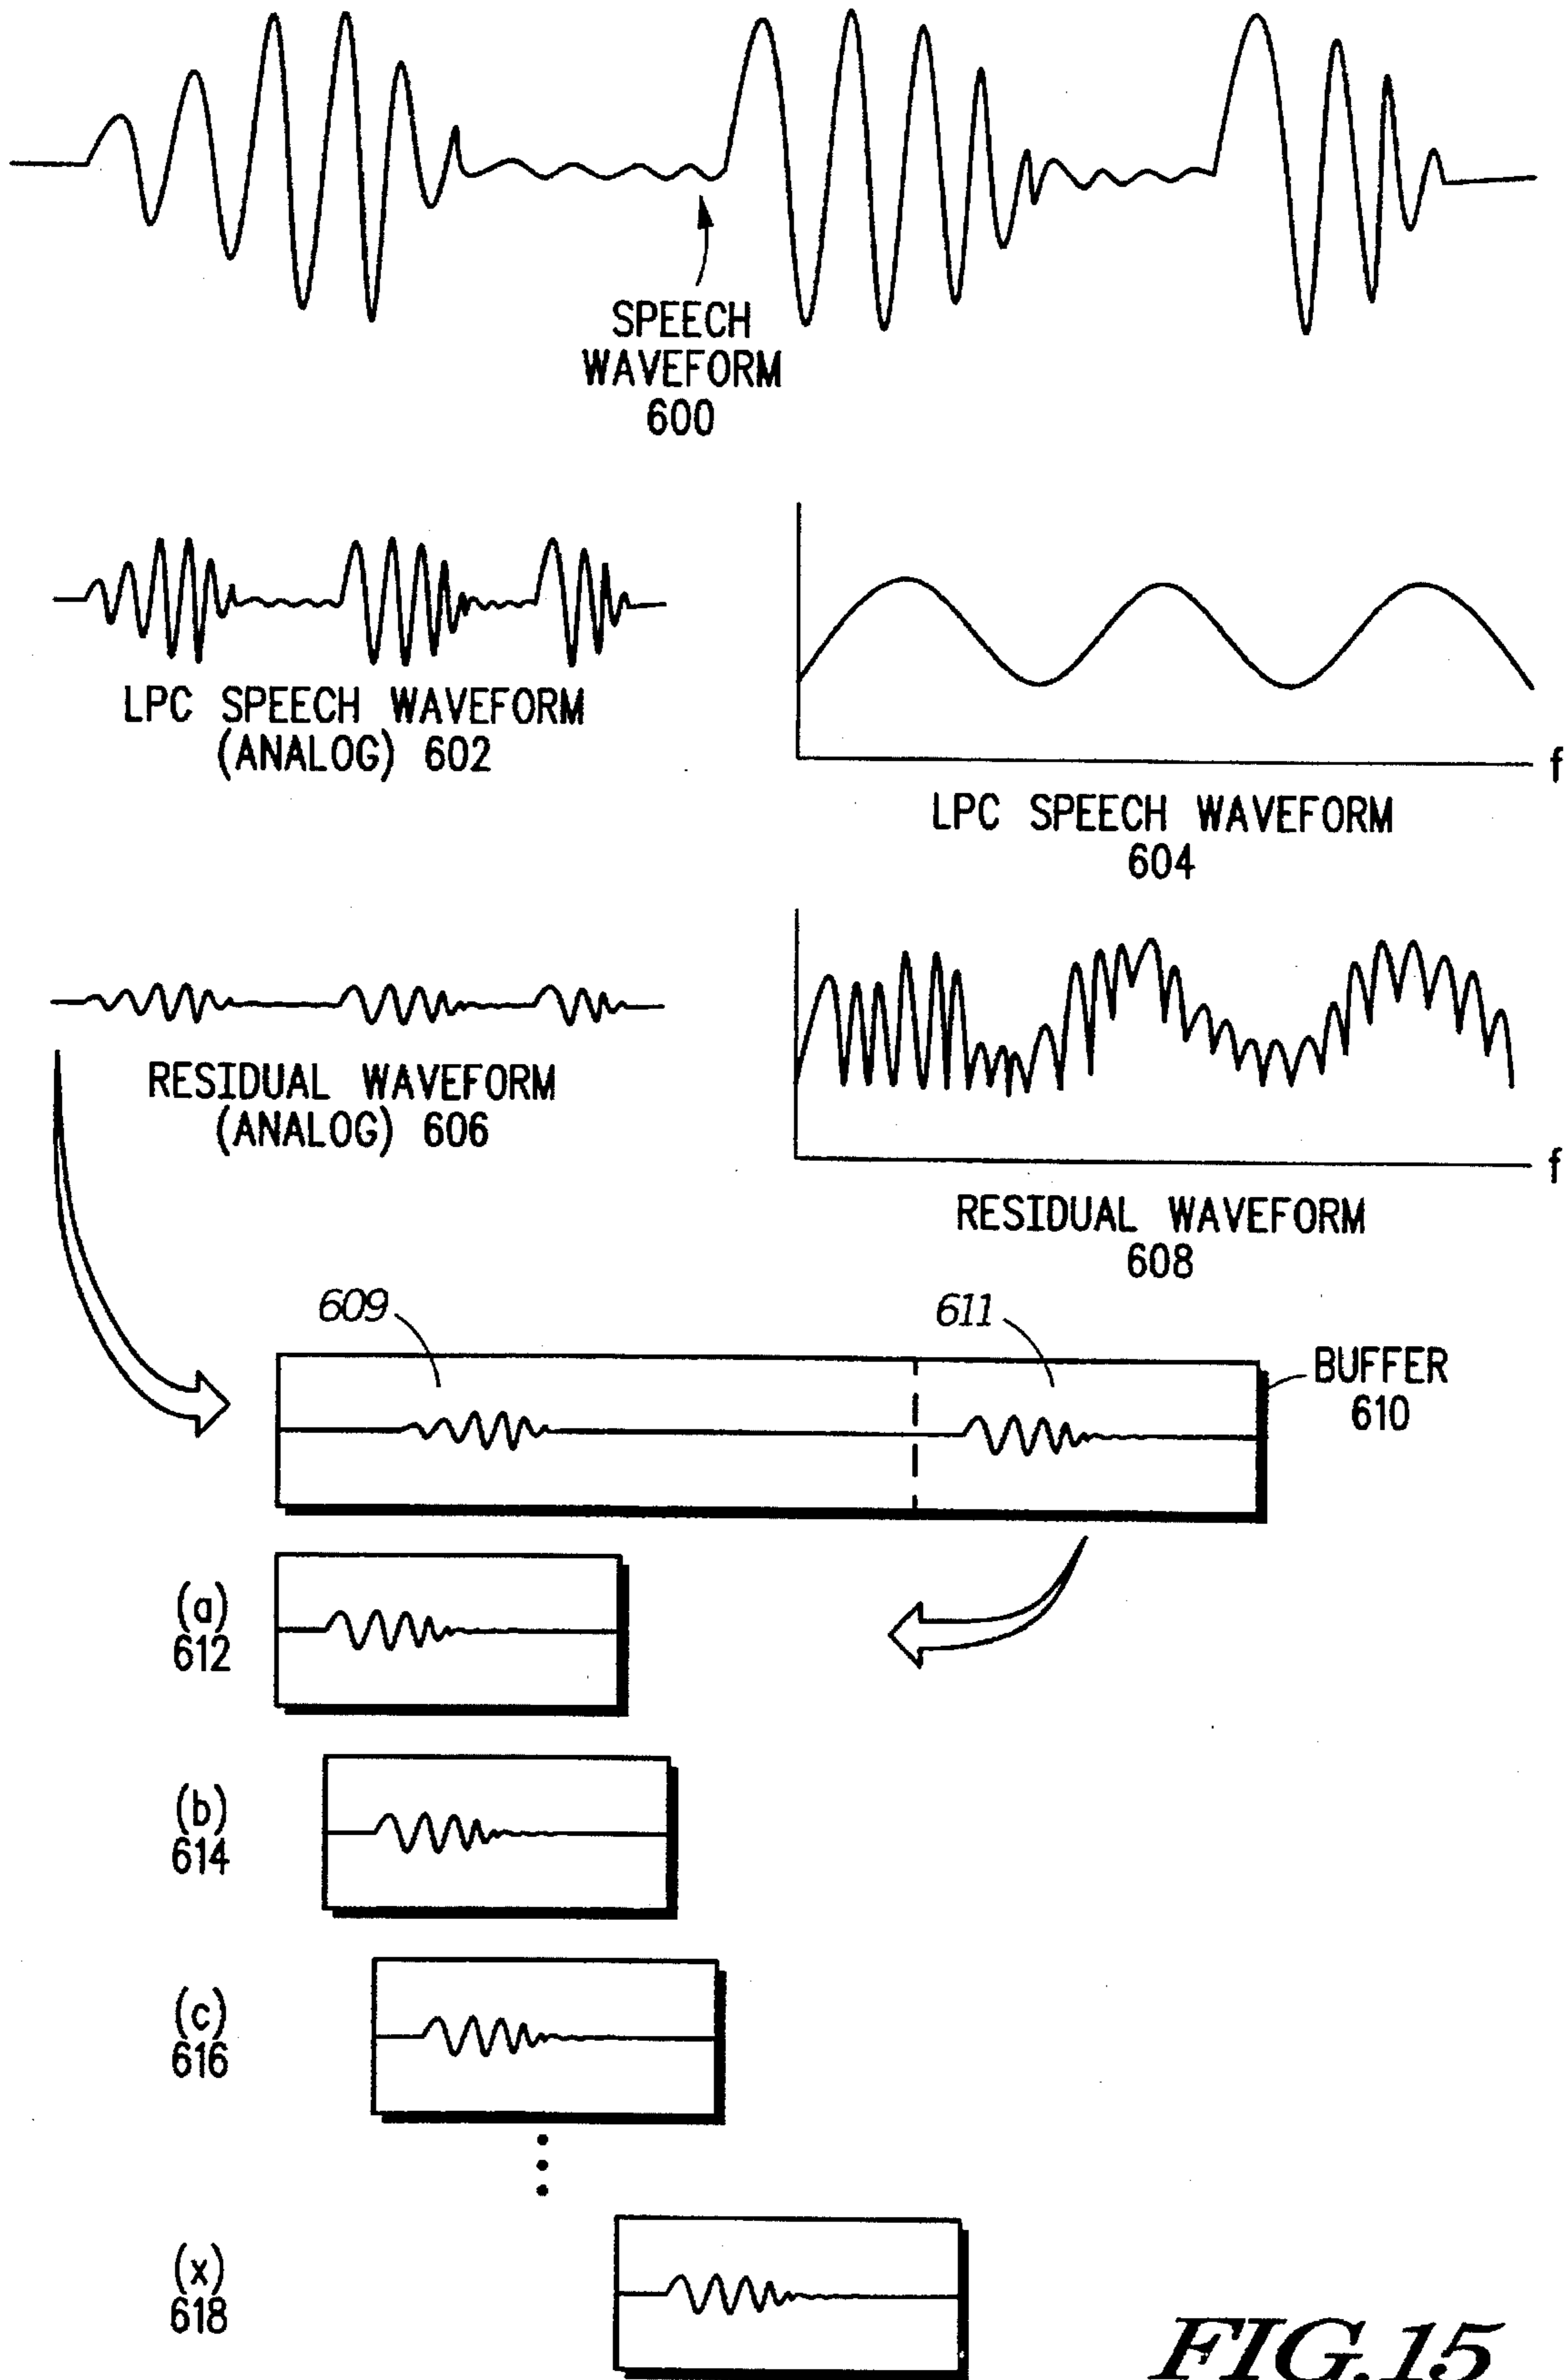 SPEECH
WAVEFORM
600
LPC SPEECH WAVEFORM
(ANALOG) 602
f
LPC SPEECH WAVEFORM
604
RESIDUAL WAVEFORM
(ANALOG) 606
f
RESIDUAL WAVEFORM
608
609
611
BUFFER
610
(a)
612
(b)
614
(c)
616
(x)
618
FIG.15